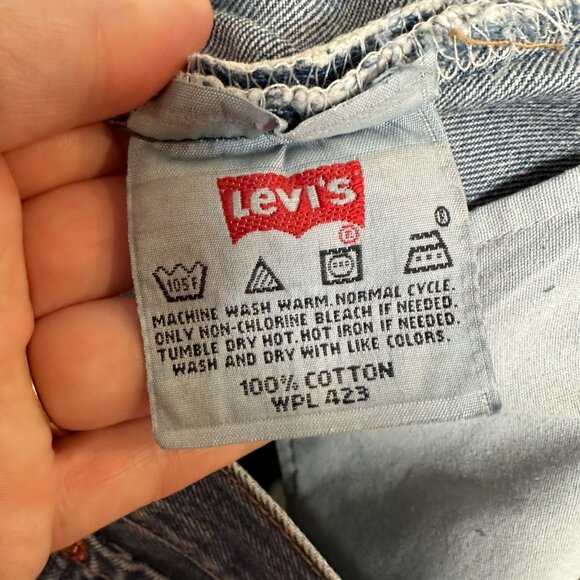 Levi's
®
®
105F
MACHINE WASH WARM. NORMAL CYCLE.
ONLY NON-CHLORINE BLEACH IF NEEDED.
TUMBLE DRY HOT. HOT IRON IF NEEDED.
WASH AND DRY WITH LIKE COLORS.
100% COTTON
WPL 423